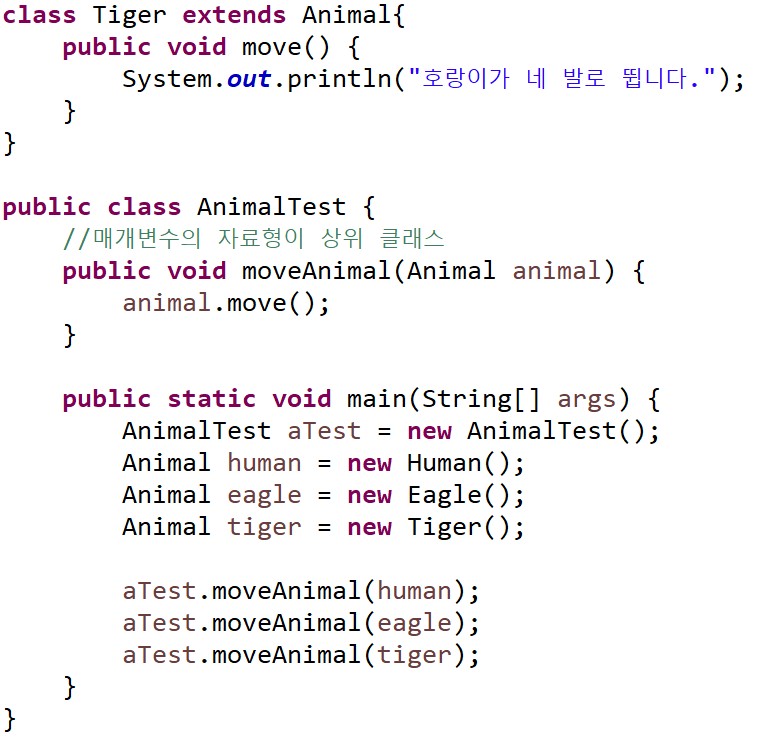 class Tiger extends Animal{
    public void move() {
        System.out.println("호랑이가 네 발로 뜁니다.");
    }
}

public class AnimalTest {
    //매개변수의 자료형이 상위 클래스
    public void moveAnimal(Animal animal) {
        animal.move();
    }

    public static void main(String[] args) {
        AnimalTest aTest = new AnimalTest();
        Animal human = new Human();
        Animal eagle = new Eagle();
        Animal tiger = new Tiger();

        aTest.moveAnimal(human);
        aTest.moveAnimal(eagle);
        aTest.moveAnimal(tiger);
    }
}